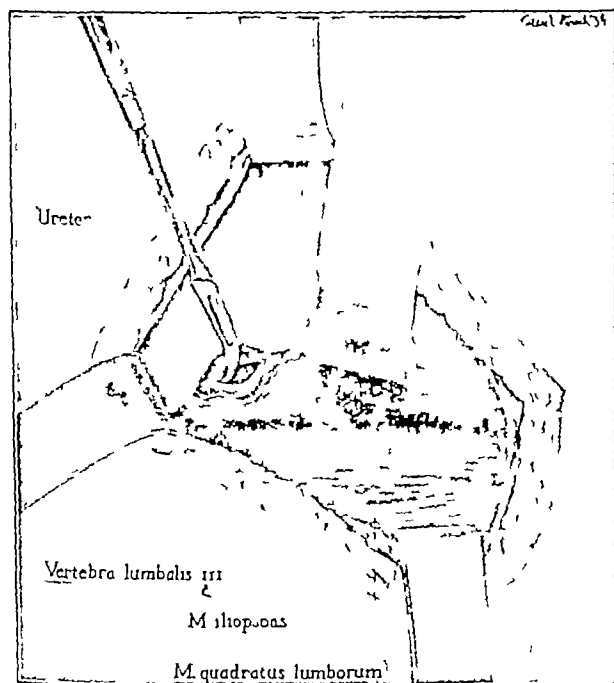 Ureter
Vertebra lumbalis III
M. iliopsoas
M. quadratus lumborum